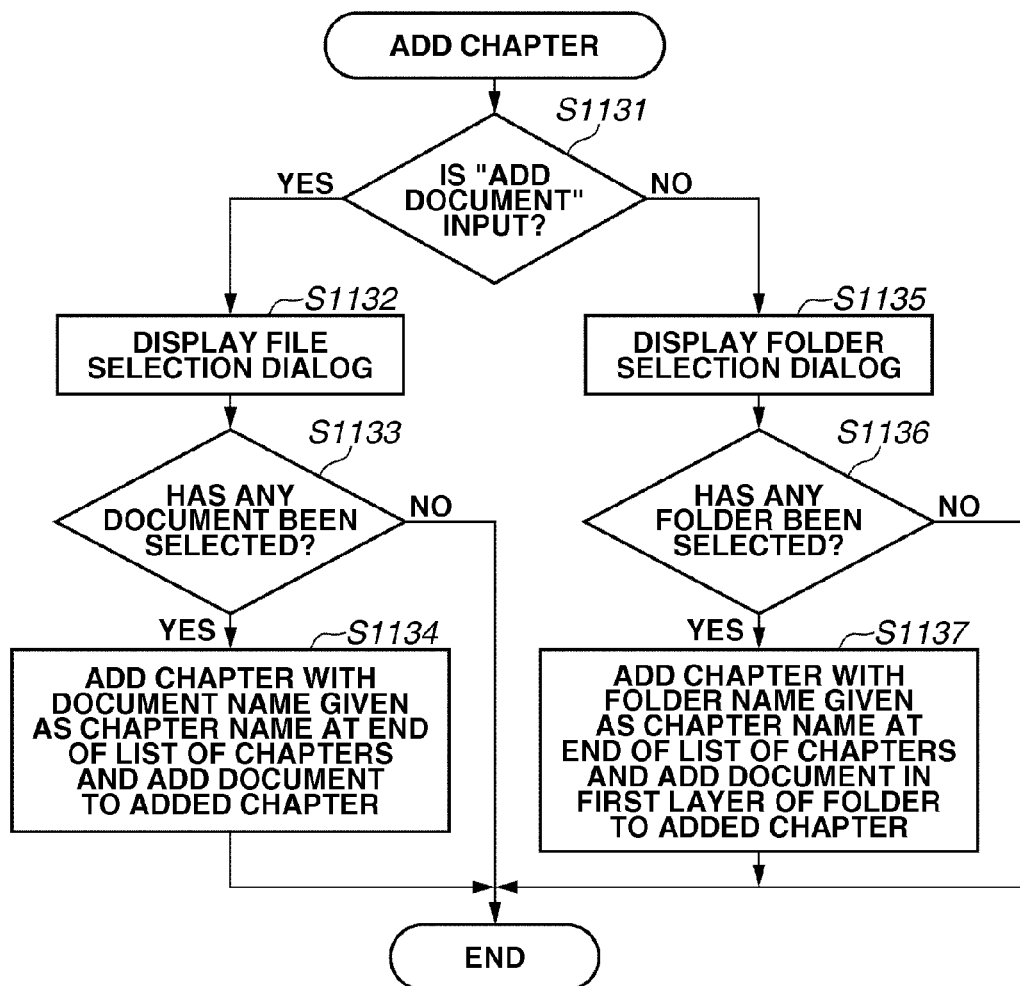 ADD CHAPTER
S1131
IS "ADD
DOCUMENT"
INPUT?
YES
NO
S1132
DISPLAY FILE
SELECTION DIALOG
S1133
HAS ANY
DOCUMENT BEEN
SELECTED?
NO
YES
S1134
ADD CHAPTER WITH
DOCUMENT NAME GIVEN
AS CHAPTER NAME AT END
OF LIST OF CHAPTERS
AND ADD DOCUMENT
TO ADDED CHAPTER
S1135
DISPLAY FOLDER
SELECTION DIALOG
S1136
HAS ANY
FOLDER BEEN
SELECTED?
NO
YES
S1137
ADD CHAPTER WITH
FOLDER NAME GIVEN
AS CHAPTER NAME AT
END OF LIST OF CHAPTERS
AND ADD DOCUMENT IN
FIRST LAYER OF FOLDER
TO ADDED CHAPTER
END